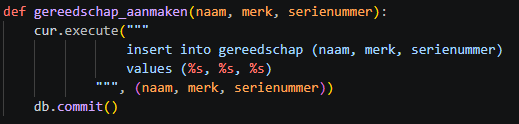 def gereedschap_aanmaken(naam, merk, serienummer):
    cur.execute("""
                insert into gereedschap (naam, merk, serienummer)
                values (%s, %s, %s)
            """, (naam, merk, serienummer))
    db.commit()